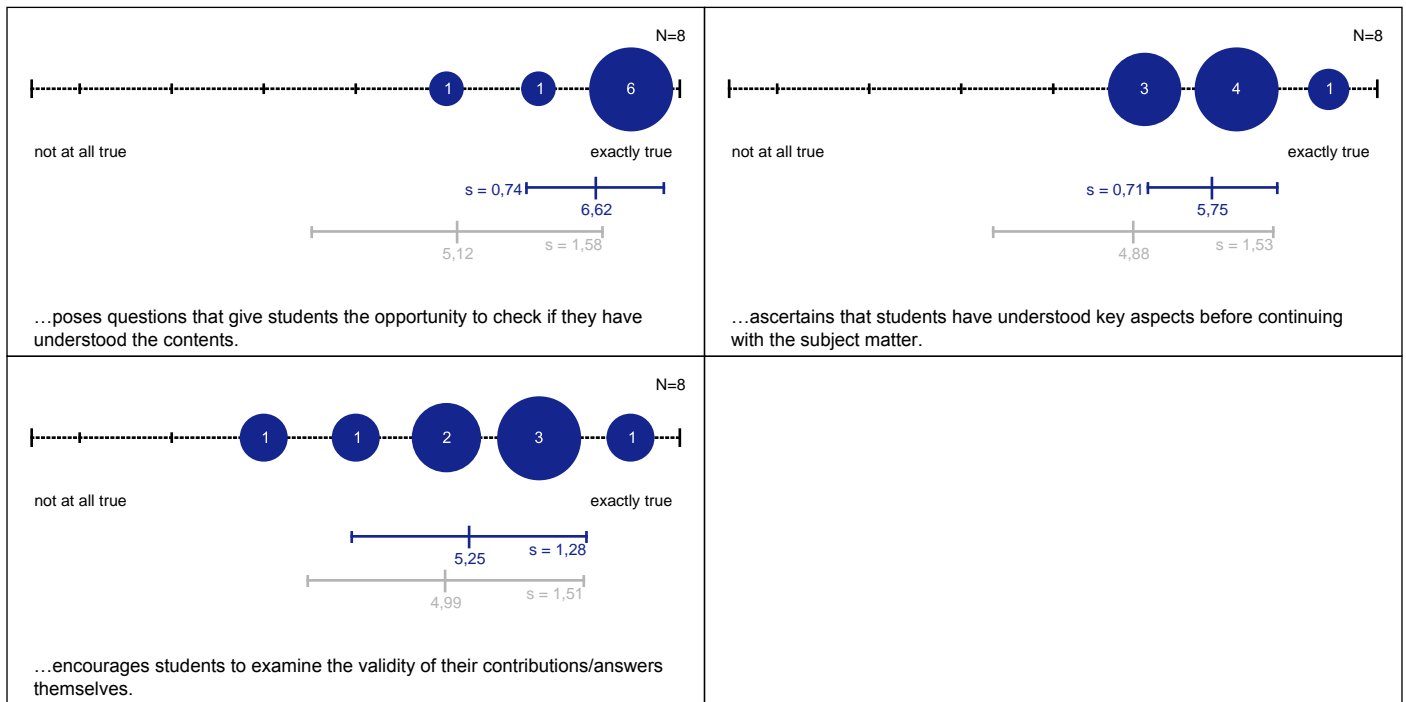 N=8
1 1 6
not at all true exactly true
s = 0,74
6,62
s = 1,58
5,12
…poses questions that give students the opportunity to check if they have
understood the contents.
N=8
3 4 1
not at all true exactly true
s = 0,71
5,75
s = 1,53
4,88
…ascertains that students have understood key aspects before continuing
with the subject matter.
N=8
1 1 2 3 1
not at all true exactly true
s = 1,28
5,25
s = 1,51
4,99
…encourages students to examine the validity of their contributions/answers
themselves.